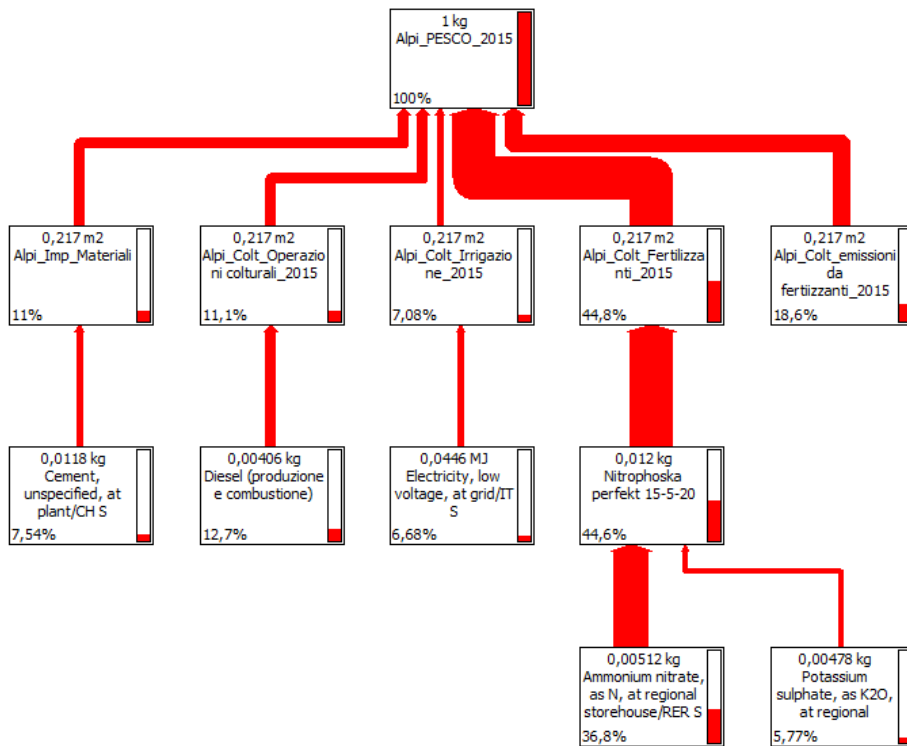 1 kg
Alpi_PESCO_2015
100%
0,217 m2
Alpi_Imp_Materiali
11%
0,217 m2
Alpi_Colt_Operazio
ni colturali_2015
11,1%
0,217 m2
Alpi_Colt_Irrigazio
ne_2015
7,08%
0,217 m2
Alpi_Colt_Fertilizza
nti_2015
44,8%
0,217 m2
Alpi_Colt_emissioni
da
fertiizzanti_2015
18,6%
0,0118 kg
Cement,
unspecified, at
plant/CH S
7,54%
0,00406 kg
Diesel (produzione
e combustione)
12,7%
0,0446 MJ
Electricity, low
voltage, at grid/IT
S
6,68%
0,012 kg
Nitrophoska
perfekt 15-5-20
44,6%
0,00512 kg
Ammonium nitrate,
as N, at regional
storehouse/RER S
36,8%
0,00478 kg
Potassium
sulphate, as K2O,
at regional
5,77%